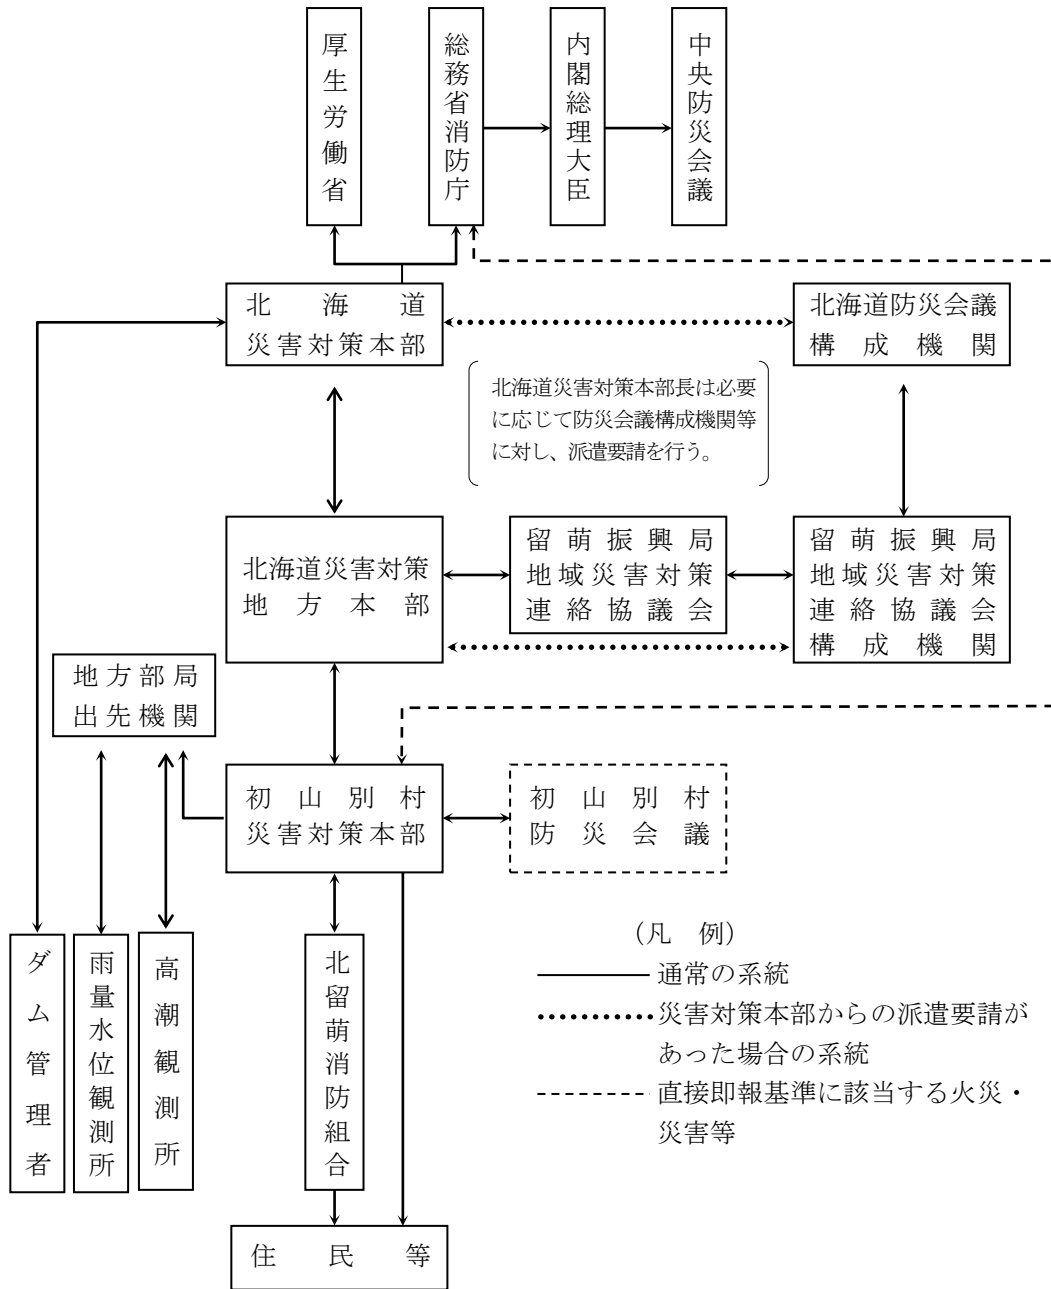 厚生労働省
総務省消防庁
内閣総理大臣
中央防災会議
北海道
災害対策本部
北海道防災会議
構成機関
北海道災害対策本部長は必要
に応じて防災会議構成機関等
に対し、派遣要請を行う。
北海道災害対策
地方本部
留萌振興局
地域災害対策
連絡協議会
留萌振興局
地域災害対策
連絡協議会
構成機関
地方部局
出先機関
初山別村
災害対策本部
初山別村
防災会議
ダム管理者
雨量水位観測所
高潮観測所
北留萌消防組合
(凡　例)
通常の系統
災害対策本部からの派遣要請が
あった場合の系統
直接即報基準に該当する火災・
災害等
住民等